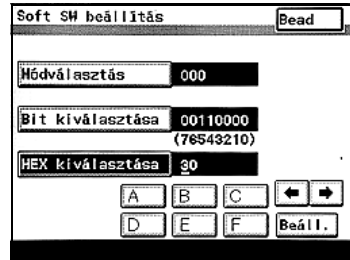 Soft SW beállítás Bead
Módválasztás 000
Bit kiválasztása 00110000
(76543210)
HEX kiválasztása 30
A B C ← →
D E F Beáll.